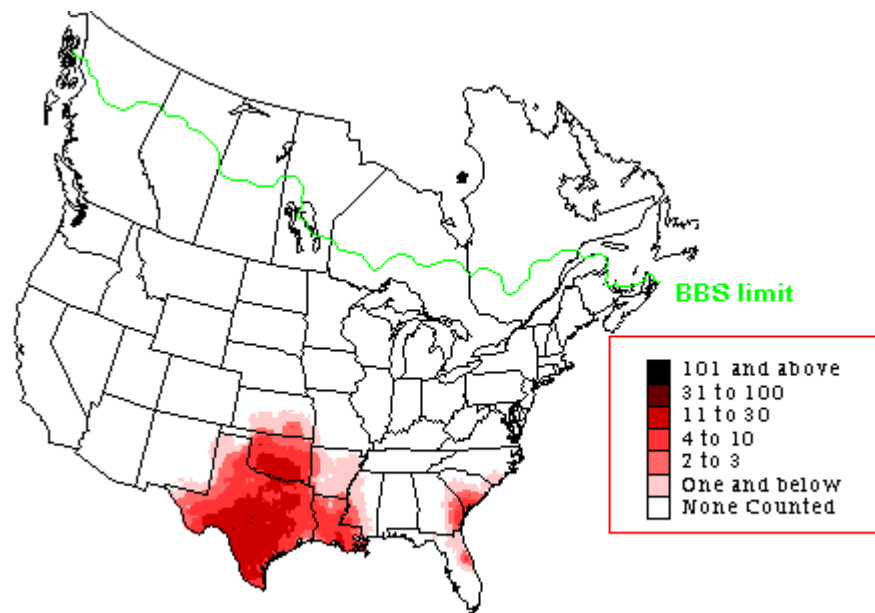 BBS limit
101 and above
31 to 100
11 to 30
4 to 10
2 to 3
One and below
None Counted